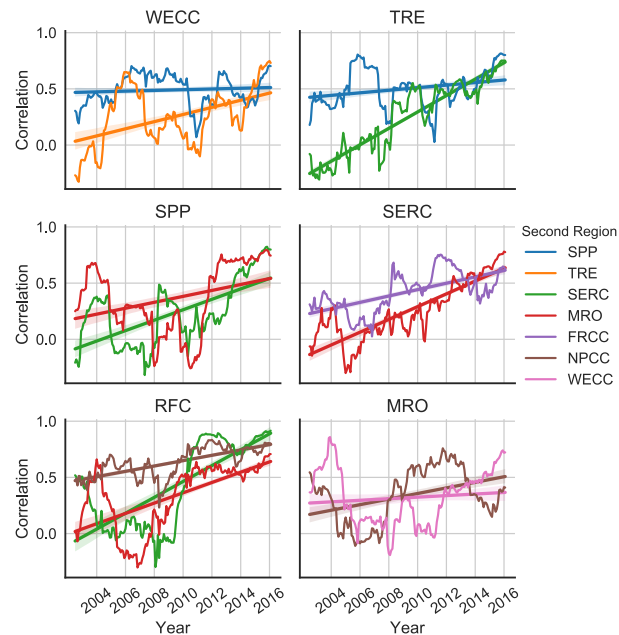 WECC
TRE
1.0
0.5
0.0
Correlation
SPP
SERC
1.0
0.5
0.0
Correlation
Second Region
SPP
TRE
SERC
MRO
FRCC
NPCC
WECC
RFC
MRO
1.0
0.5
0.0
Correlation
2004 2006 2008 2010 2012 2014 2016
2004 2006 2008 2010 2012 2014 2016
Year
Year